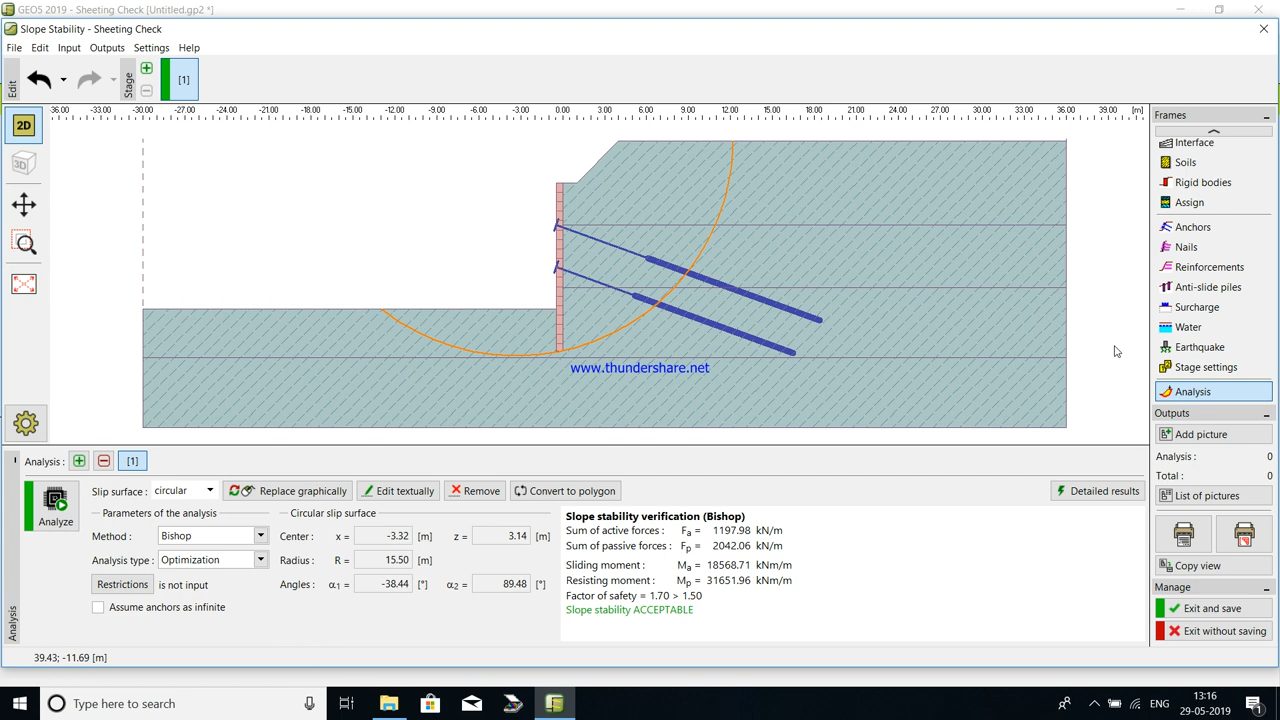 GEO5 2019 - Sheeting Check [Untitled.gp2 *]
Slope Stability - Sheeting Check
File Edit Input Outputs Settings Help
Edit
Stage
[1]
-36.00 -33.00 -30.00 -27.00 -24.00 -21.00 -18.00 -15.00 -12.00 -9.00 -6.00 -3.00 0.00 3.00 6.00 9.00 12.00 15.00 18.00 21.00 24.00 27.00 30.00 33.00 36.00 39.00 [m]
2D
3D
www.thundershare.net
Frames
Interface
Soils
Rigid bodies
Assign
Anchors
Nails
Reinforcements
Anti-slide piles
Surcharge
Water
Earthquake
Stage settings
Analysis
Outputs
Add picture
Analysis : 0
Total : 0
List of pictures
Copy view
Manage
Exit and save
Exit without saving
Analysis : [1]
Analyze
Slip surface : circular Replace graphically Edit textually Remove Convert to polygon Detailed results
Parameters of the analysis
Method : Bishop
Analysis type : Optimization
Restrictions is not input
Assume anchors as infinite
Circular slip surface
Center : x = -3.32 [m] z = 3.14 [m]
Radius : R = 15.50 [m]
Angles : α1 = -38.44 [°] α2 = 89.48 [°]
Slope stability verification (Bishop)
Sum of active forces : Fa = 1197.98 kN/m
Sum of passive forces : Fp = 2042.06 kN/m
Sliding moment : Ma = 18568.71 kNm/m
Resisting moment : Mp = 31651.96 kNm/m
Factor of safety = 1.70 > 1.50
Slope stability ACCEPTABLE
Analysis
39.43; -11.69 [m]
Type here to search
ENG
13:16
29-05-2019
1